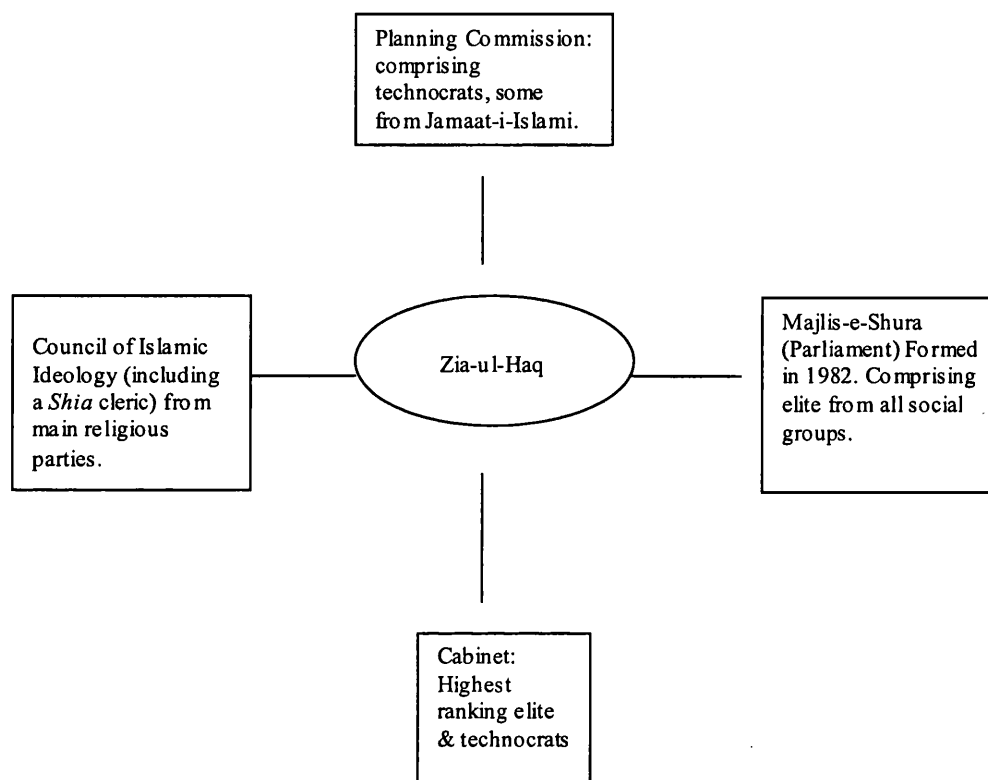 Planning Commission:
comprising
technocrats, some
from Jamaat-i-Islami.
Council of Islamic
Ideology (including
a Shia cleric) from
main religious
parties.
Zia-ul-Haq
Majlis-e-Shura
(Parliament) Formed
in 1982. Comprising
elite from all social
groups.
Cabinet:
Highest
ranking elite
& technocrats